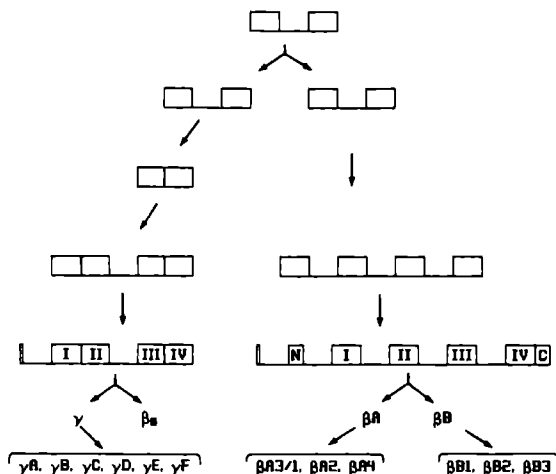 I II III IV N I II III IV C
γ βs βA βB
γA, γB, γC, γD, γE, γF βA3/1, βA2, βA4 βB1, βB2, βB3